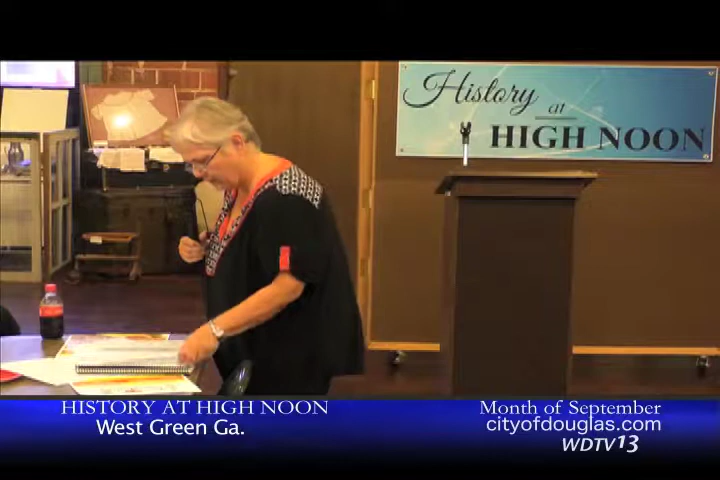 History at
HIGH NOON
HISTORY AT HIGH NOON
West Green Ga.
Month of September
cityofdouglas.com
WDTV13